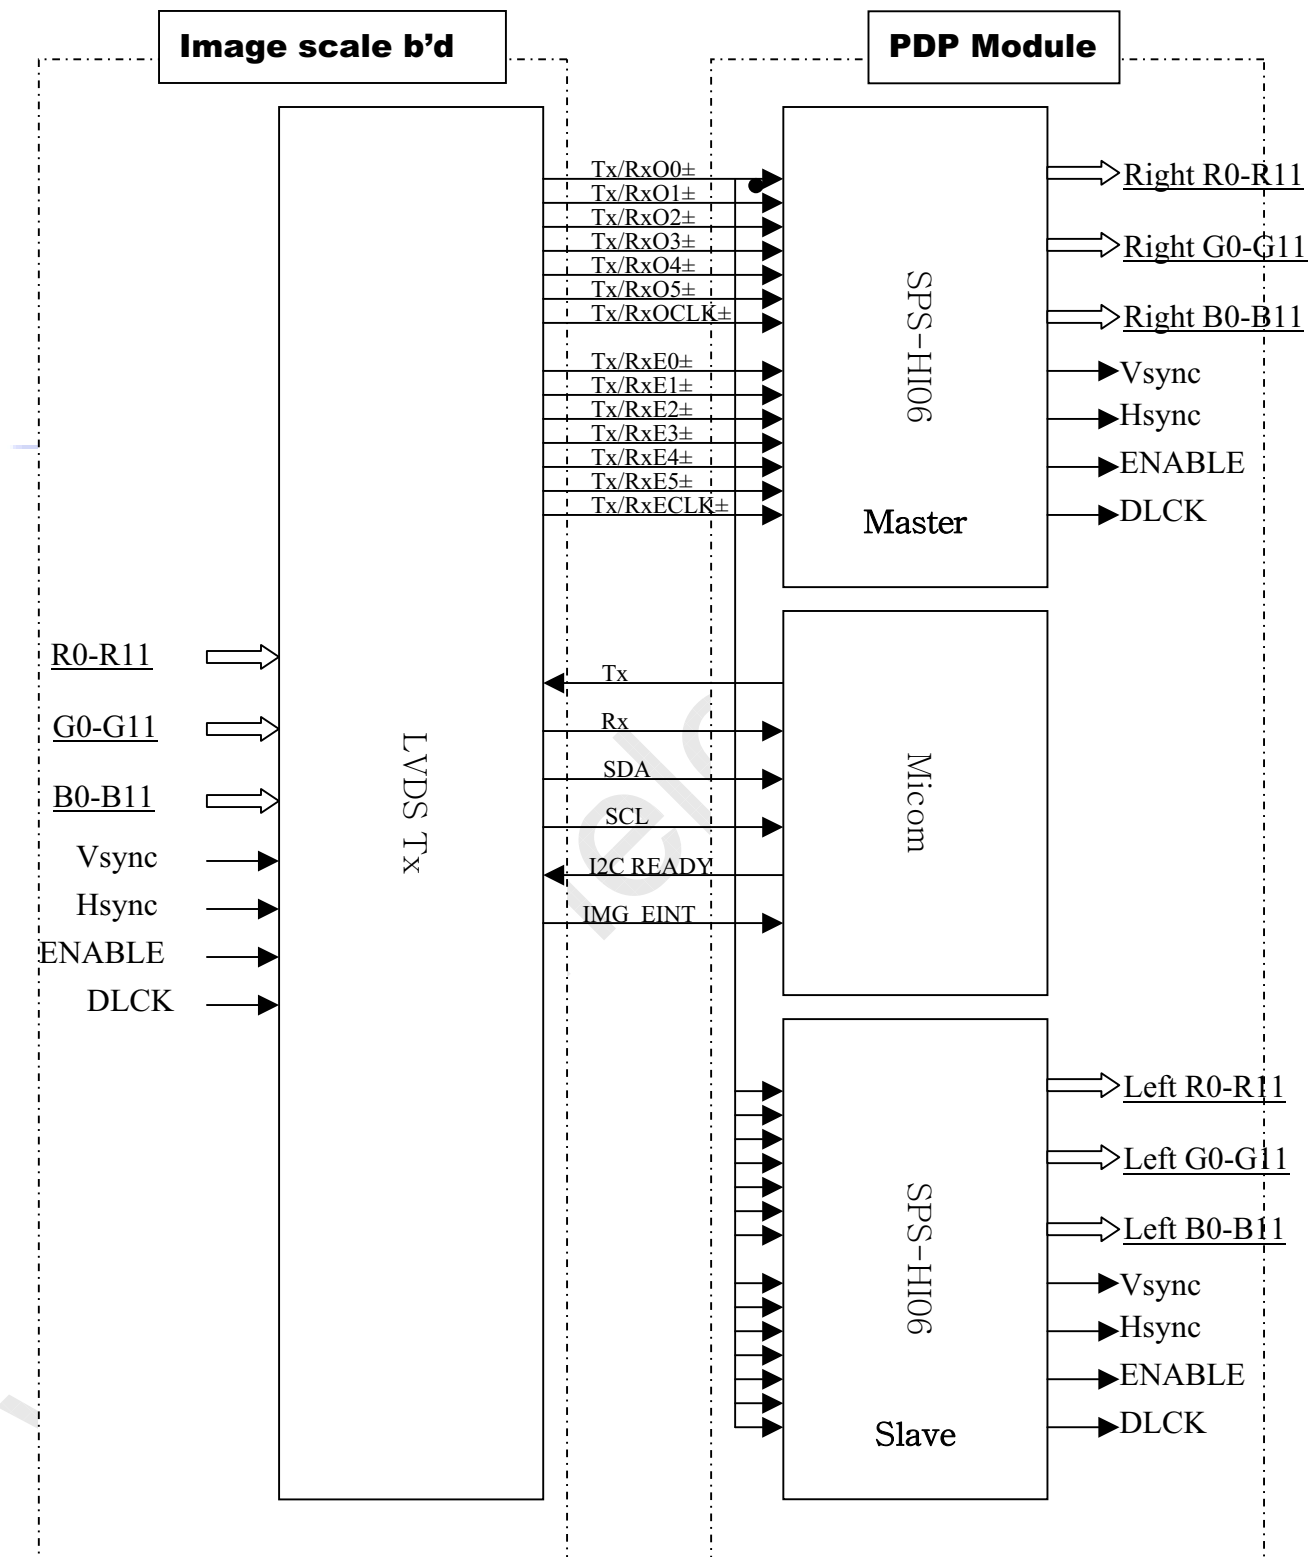 Image scale b’d
PDP Module
Tx/RxO0±
Tx/RxO1±
Tx/RxO2±
Tx/RxO3±
Tx/RxO4±
Tx/RxO5±
Tx/RxOCLK±
Tx/RxE0±
Tx/RxE1±
Tx/RxE2±
Tx/RxE3±
Tx/RxE4±
Tx/RxE5±
Tx/RxECLK±
SPS-HI06
Master
Right R0-R11
Right G0-G11
Right B0-B11
Vsync
Hsync
ENABLE
DLCK
R0-R11
G0-G11
B0-B11
Vsync
Hsync
ENABLE
DLCK
LVDS Tx
Tx
Rx
SDA
SCL
I2C READY
IMG EINT
Micom
SPS-HI06
Slave
Left R0-R11
Left G0-G11
Left B0-B11
Vsync
Hsync
ENABLE
DLCK